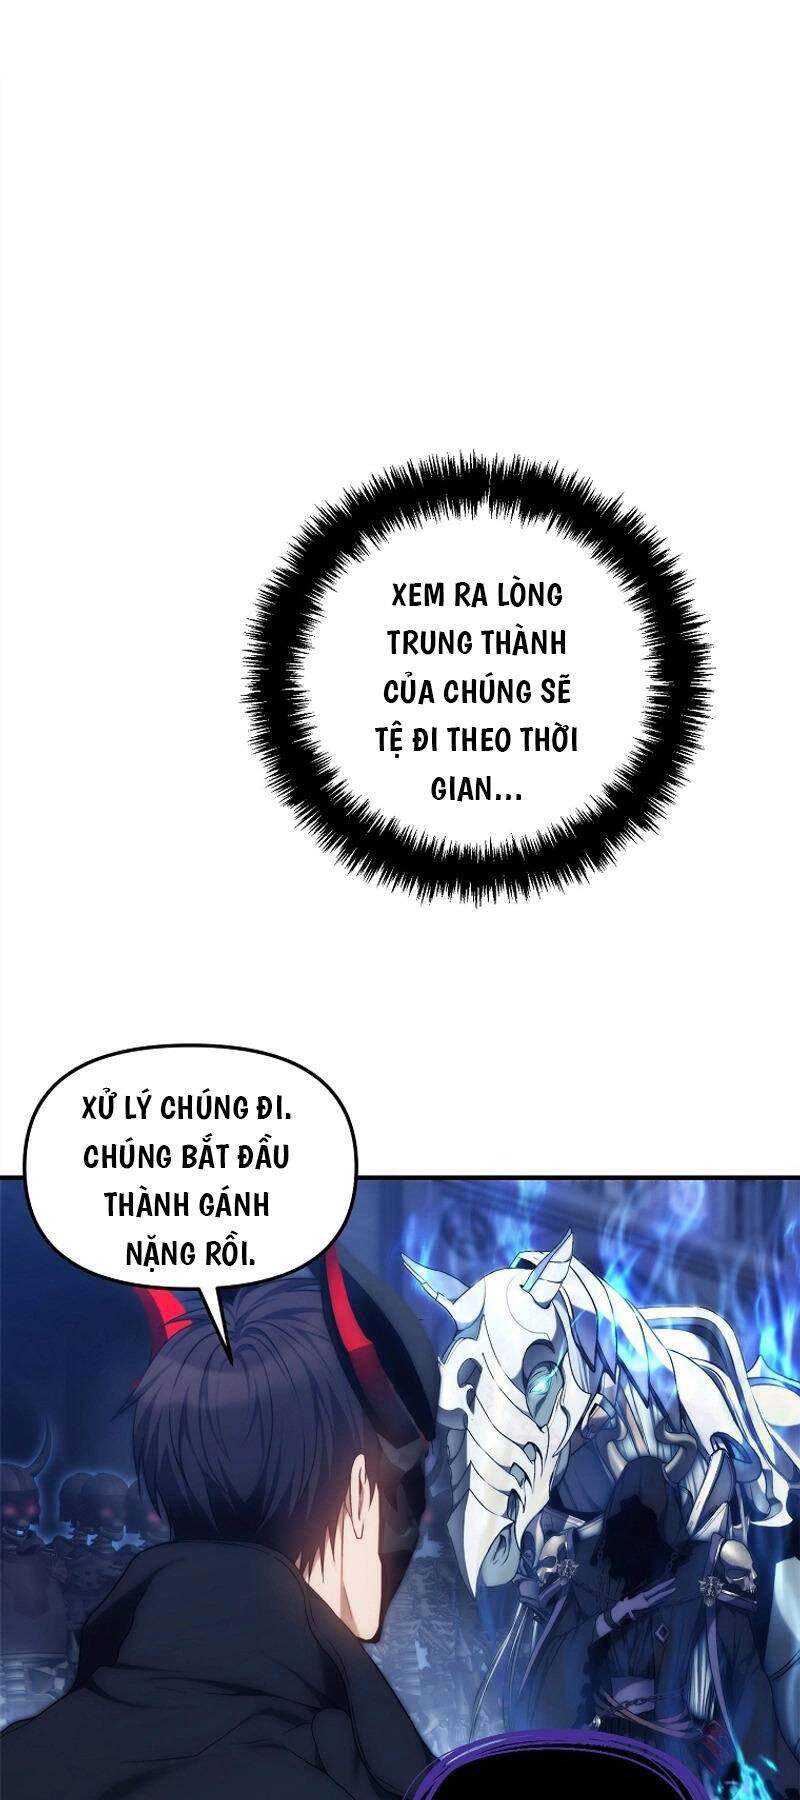 XEM RA LÒNG
TRUNG THÀNH
CỦA CHÚNG SẼ
TỆ ĐI THEO THỜI
GIAN...
XỬ LÝ CHÚNG ĐI.
CHÚNG BẮT ĐẦU
THÀNH GÁNH
NẶNG RỒI.